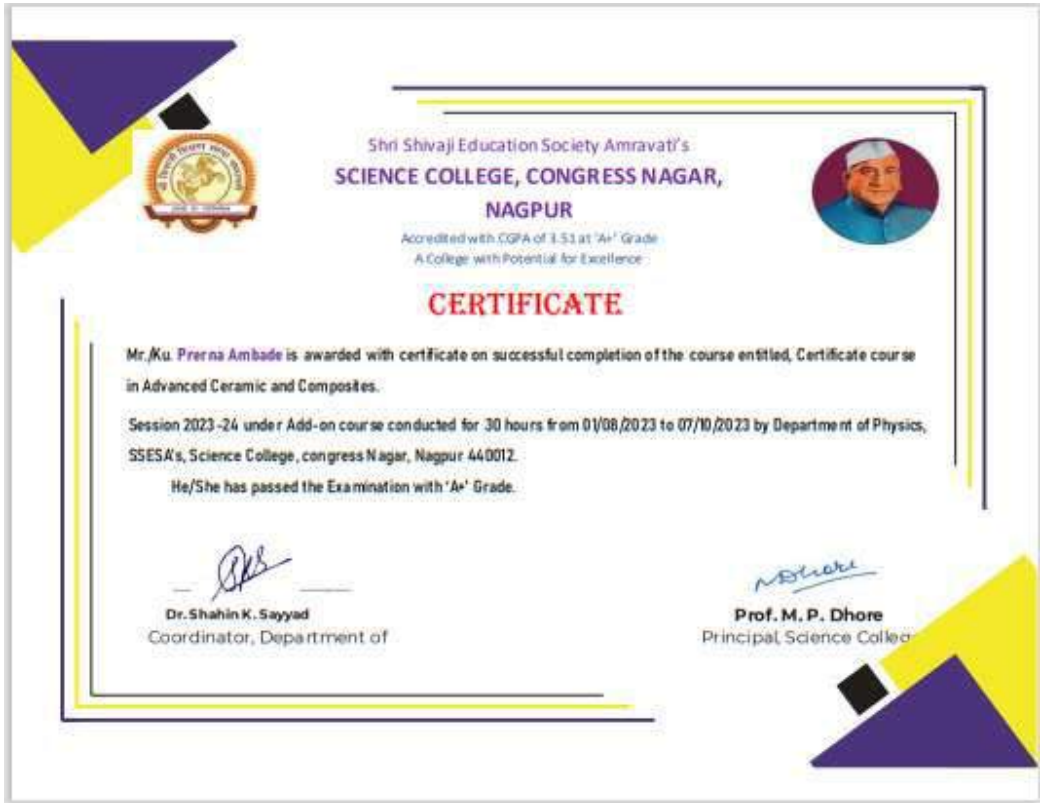 Shri Shivaji Education Society Amravati's
SCIENCE COLLEGE, CONGRESS NAGAR,
NAGPUR
Accredited with CGPA of 3.51 at 'A+' Grade
A College with Potential for Excellence
CERTIFICATE
Mr./Ku. Prerna Ambade is awarded with certificate on successful completion of the course entitled, Certificate course
in Advanced Ceramic and Composites.
Session 2023-24 under Add-on course conducted for 30 hours from 01/08/2023 to 07/10/2023 by Department of Physics,
SSESA's, Science College, congress Nagar, Nagpur 440012.
He/She has passed the Examination with 'A+' Grade.
Dr. Shahin K. Sayyad
Coordinator, Department of
NDhore
Prof. M. P. Dhore
Principal, Science College